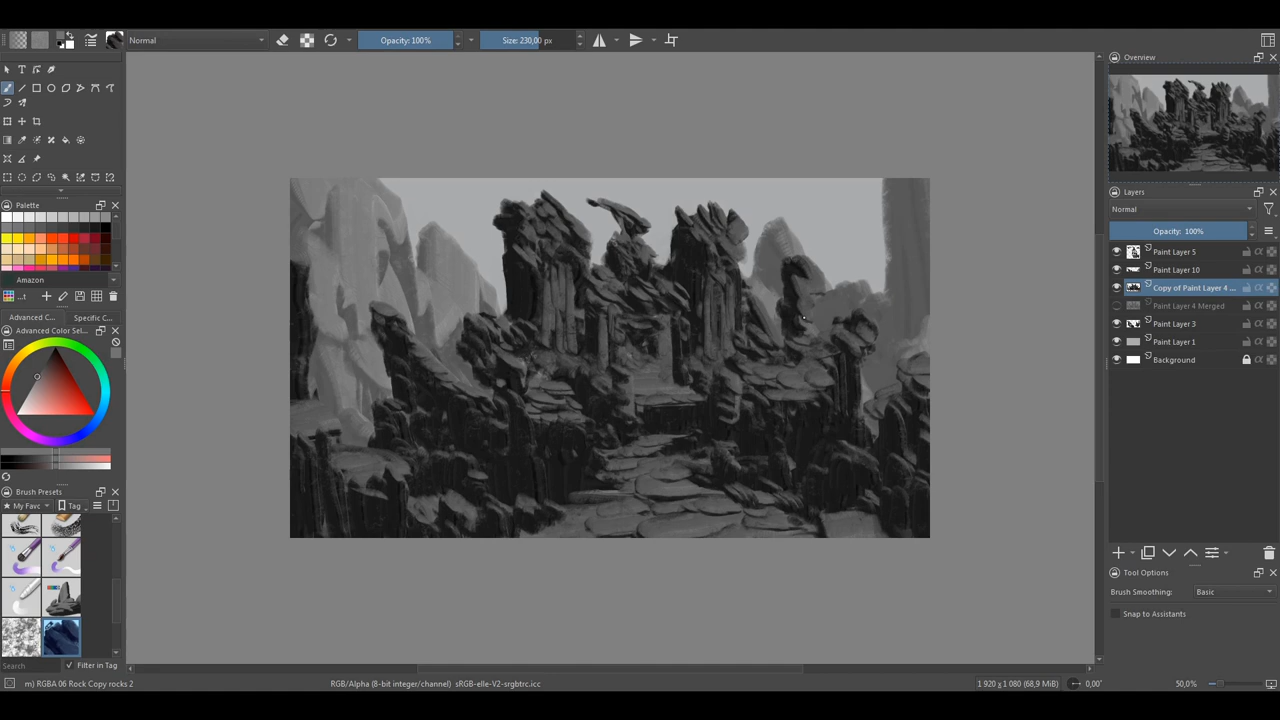 Normal
Opacity: 100%
Size: 230,00 px
Overview
Palette
Amazon
...t
Advanced C...
Specific C...
Advanced Color Sel...
Brush Presets
My Favc
Tag
Search
Filter in Tag
Layers
Normal
Opacity: 100%
Paint Layer 5
Paint Layer 10
Copy of Paint Layer 4 ...
Paint Layer 4 Merged
Paint Layer 3
Paint Layer 1
Background
Tool Options
Brush Smoothing:
Basic
Snap to Assistants
m) RGBA 06 Rock Copy rocks 2
RGB/Alpha (8-bit integer/channel) sRGB-elle-V2-srgbtrc.icc
1 920 x 1 080 (68,9 MiB)
0,00°
50,0%